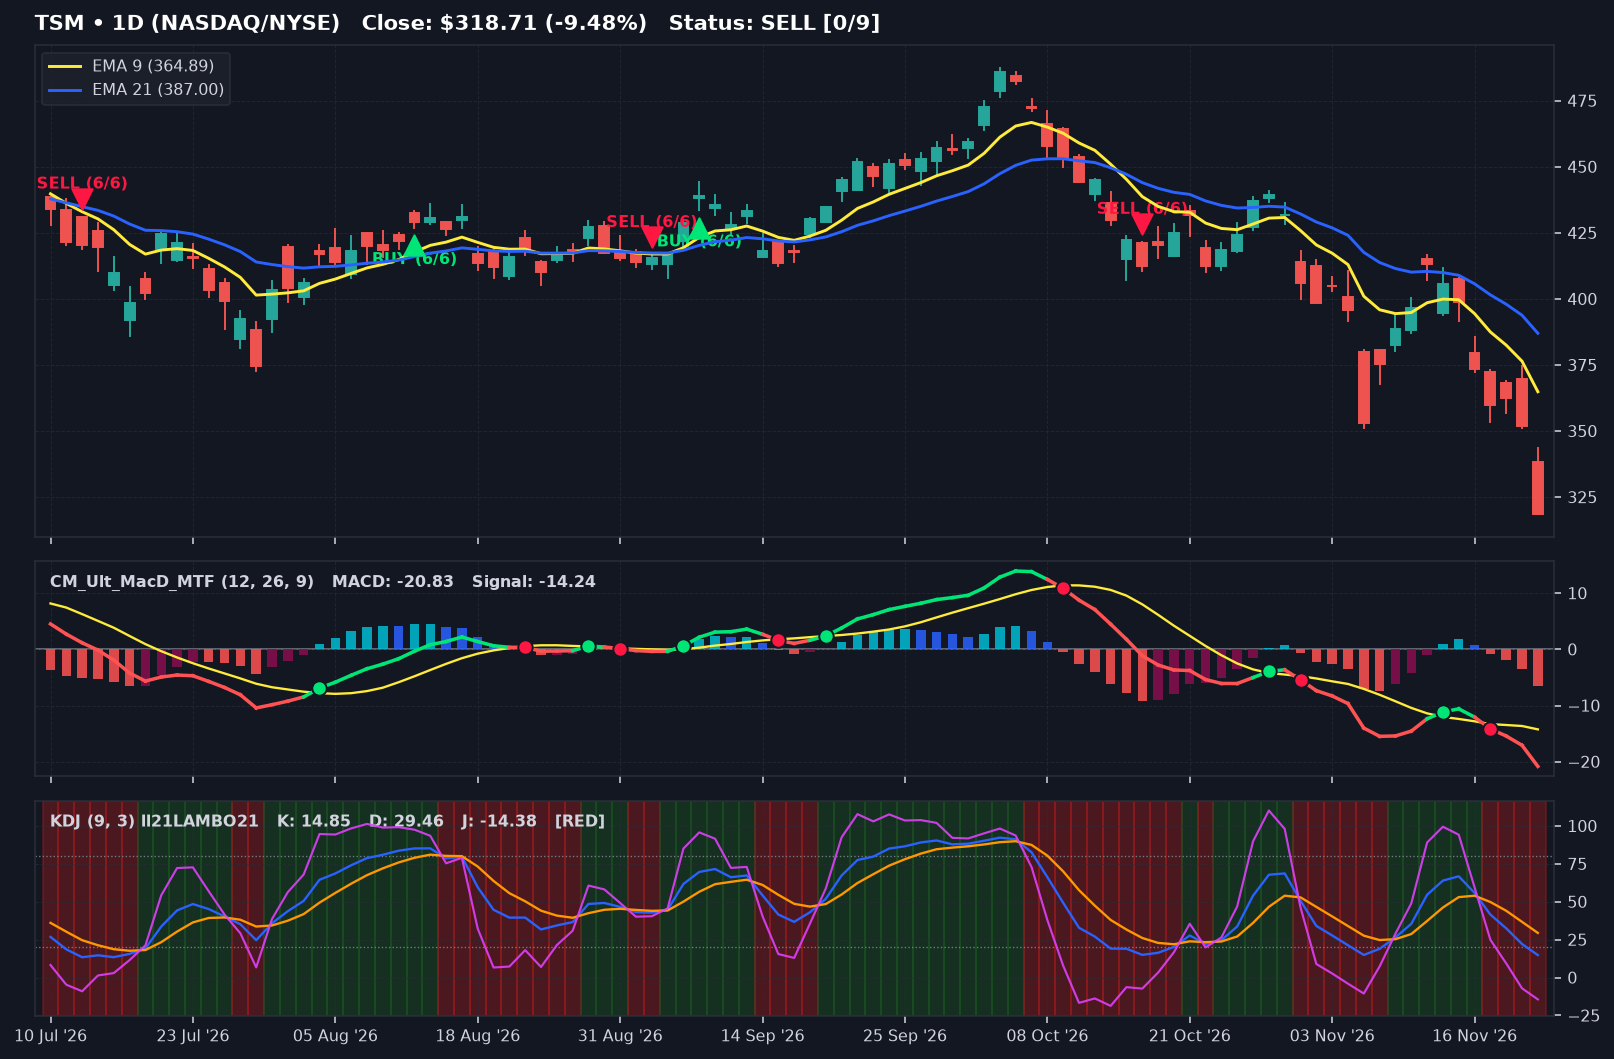 TSM • 1D (NASDAQ/NYSE)   Close: $318.71 (-9.48%)   Status: SELL [0/9]
EMA 9 (364.89)
EMA 21 (387.00)
475
450
425
400
375
350
325
SELL (6/6)
BUY (6/6)
SELL (6/6)
BUY (6/6)
SELL (6/6)
CM_Ult_MacD_MTF (12, 26, 9)   MACD: -20.83   Signal: -14.24
10
0
−10
−20
KDJ (9, 3) ll21LAMBO21   K: 14.85   D: 29.46   J: -14.38   [RED]
100
75
50
25
0
−25
10 Jul '26
23 Jul '26
05 Aug '26
18 Aug '26
31 Aug '26
14 Sep '26
25 Sep '26
08 Oct '26
21 Oct '26
03 Nov '26
16 Nov '26